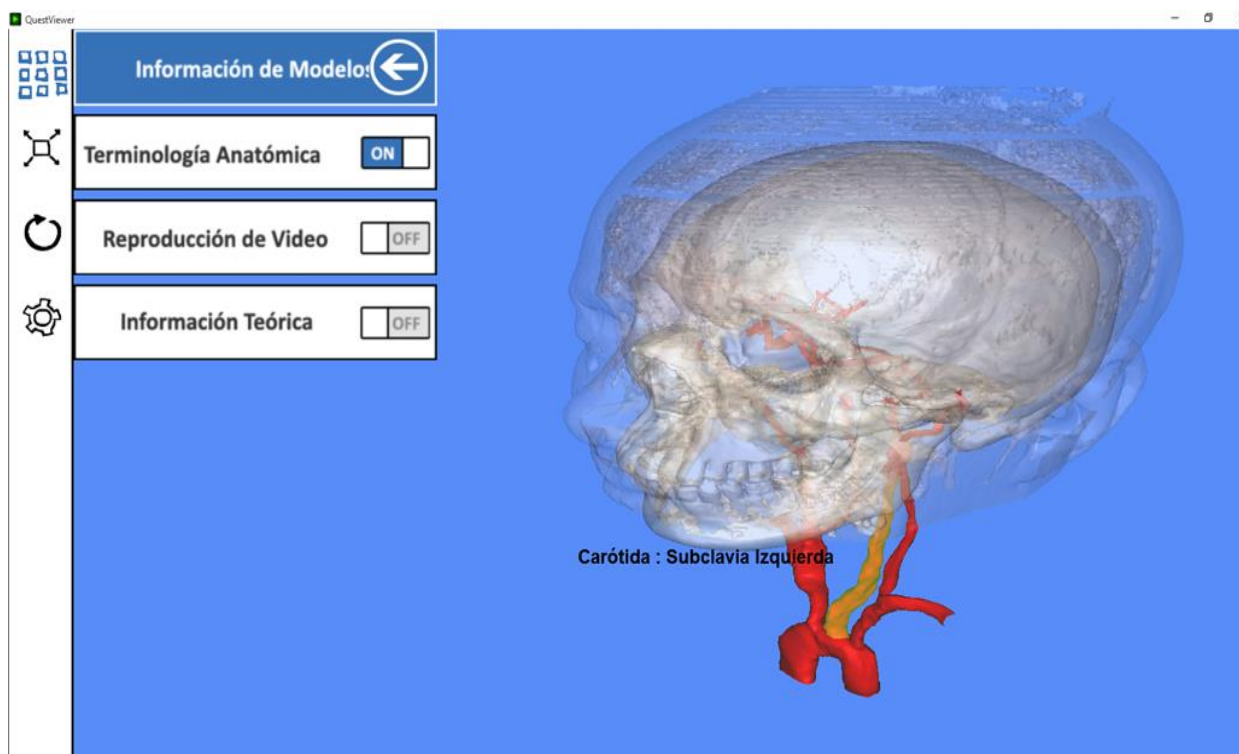 QuestViewer
Información de Modelos
Terminología Anatómica ON
Reproducción de Video OFF
Información Teórica OFF
Carótida : Subclavia Izquierda